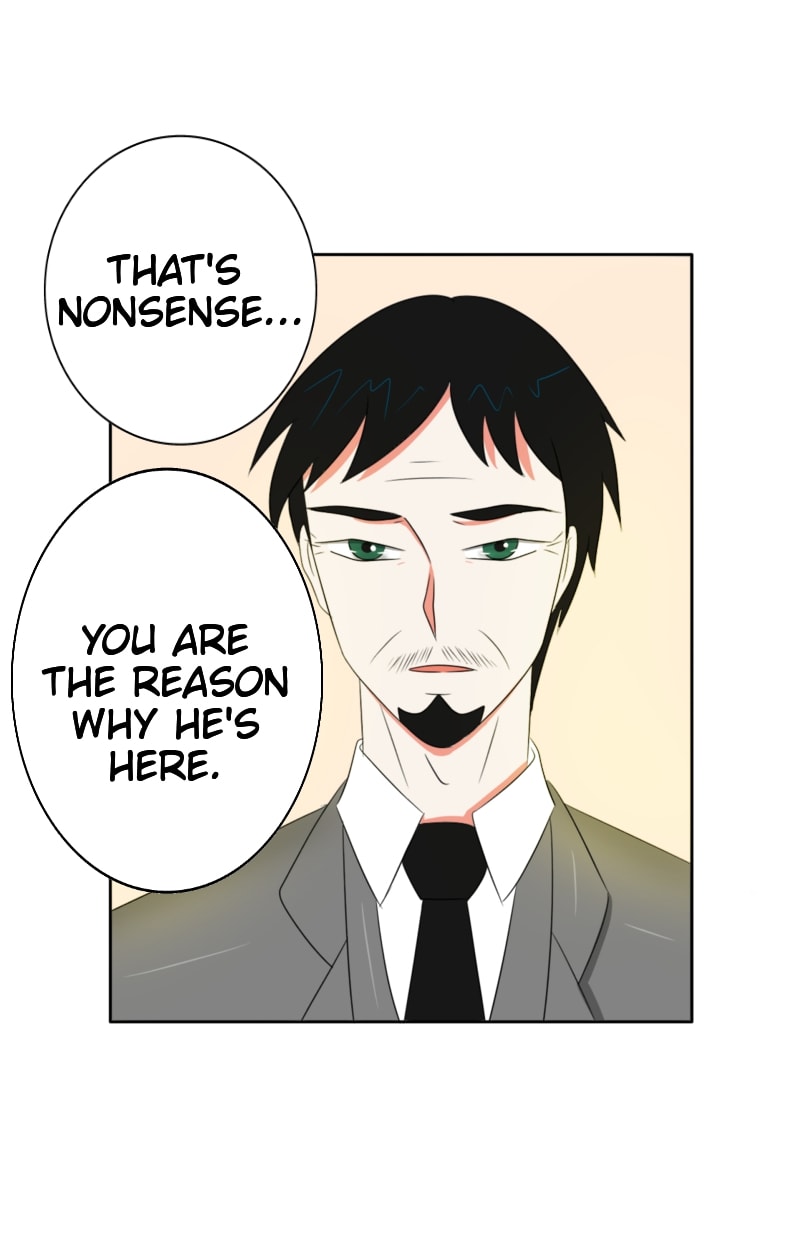 THAT'S
NONSENSE...
YOU ARE
THE REASON
WHY HE'S
HERE.